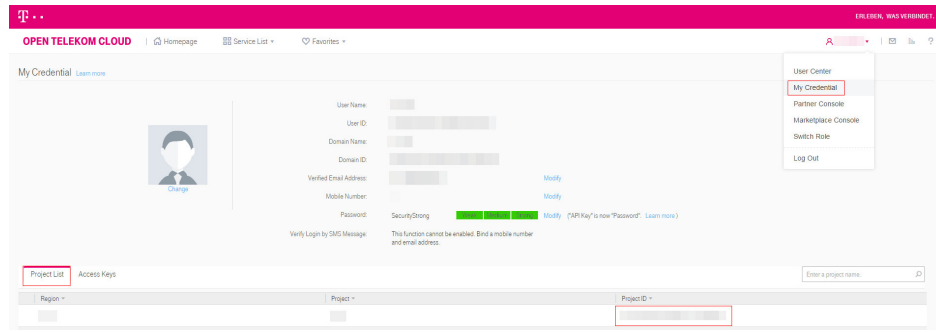 T
ERLEBEN, WAS VERBINDET.
OPEN TELEKOM CLOUD Homepage Service List Favorites
User Center
My Credential
Partner Console
Marketplace Console
Switch Role
Log Out
My Credential Learn more
Change
User Name:
User ID:
Domain Name:
Domain ID:
Verified Email Address: Modify
Mobile Number: Modify
Password: SecurityStrong Modify ("API Key" is now "Password". Learn more )
Verify Login by SMS Message: This function cannot be enabled. Bind a mobile number
and email address.
Project List Access Keys
Enter a project name.
Region Project Project ID